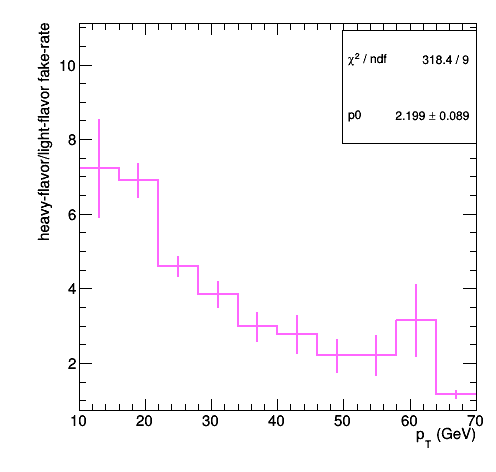 heavy-flavor/light-flavor fake-rate
χ² / ndf 318.4 / 9
p0 2.199 ± 0.089
10
8
6
4
2
10 20 30 40 50 60 70
p_T (GeV)